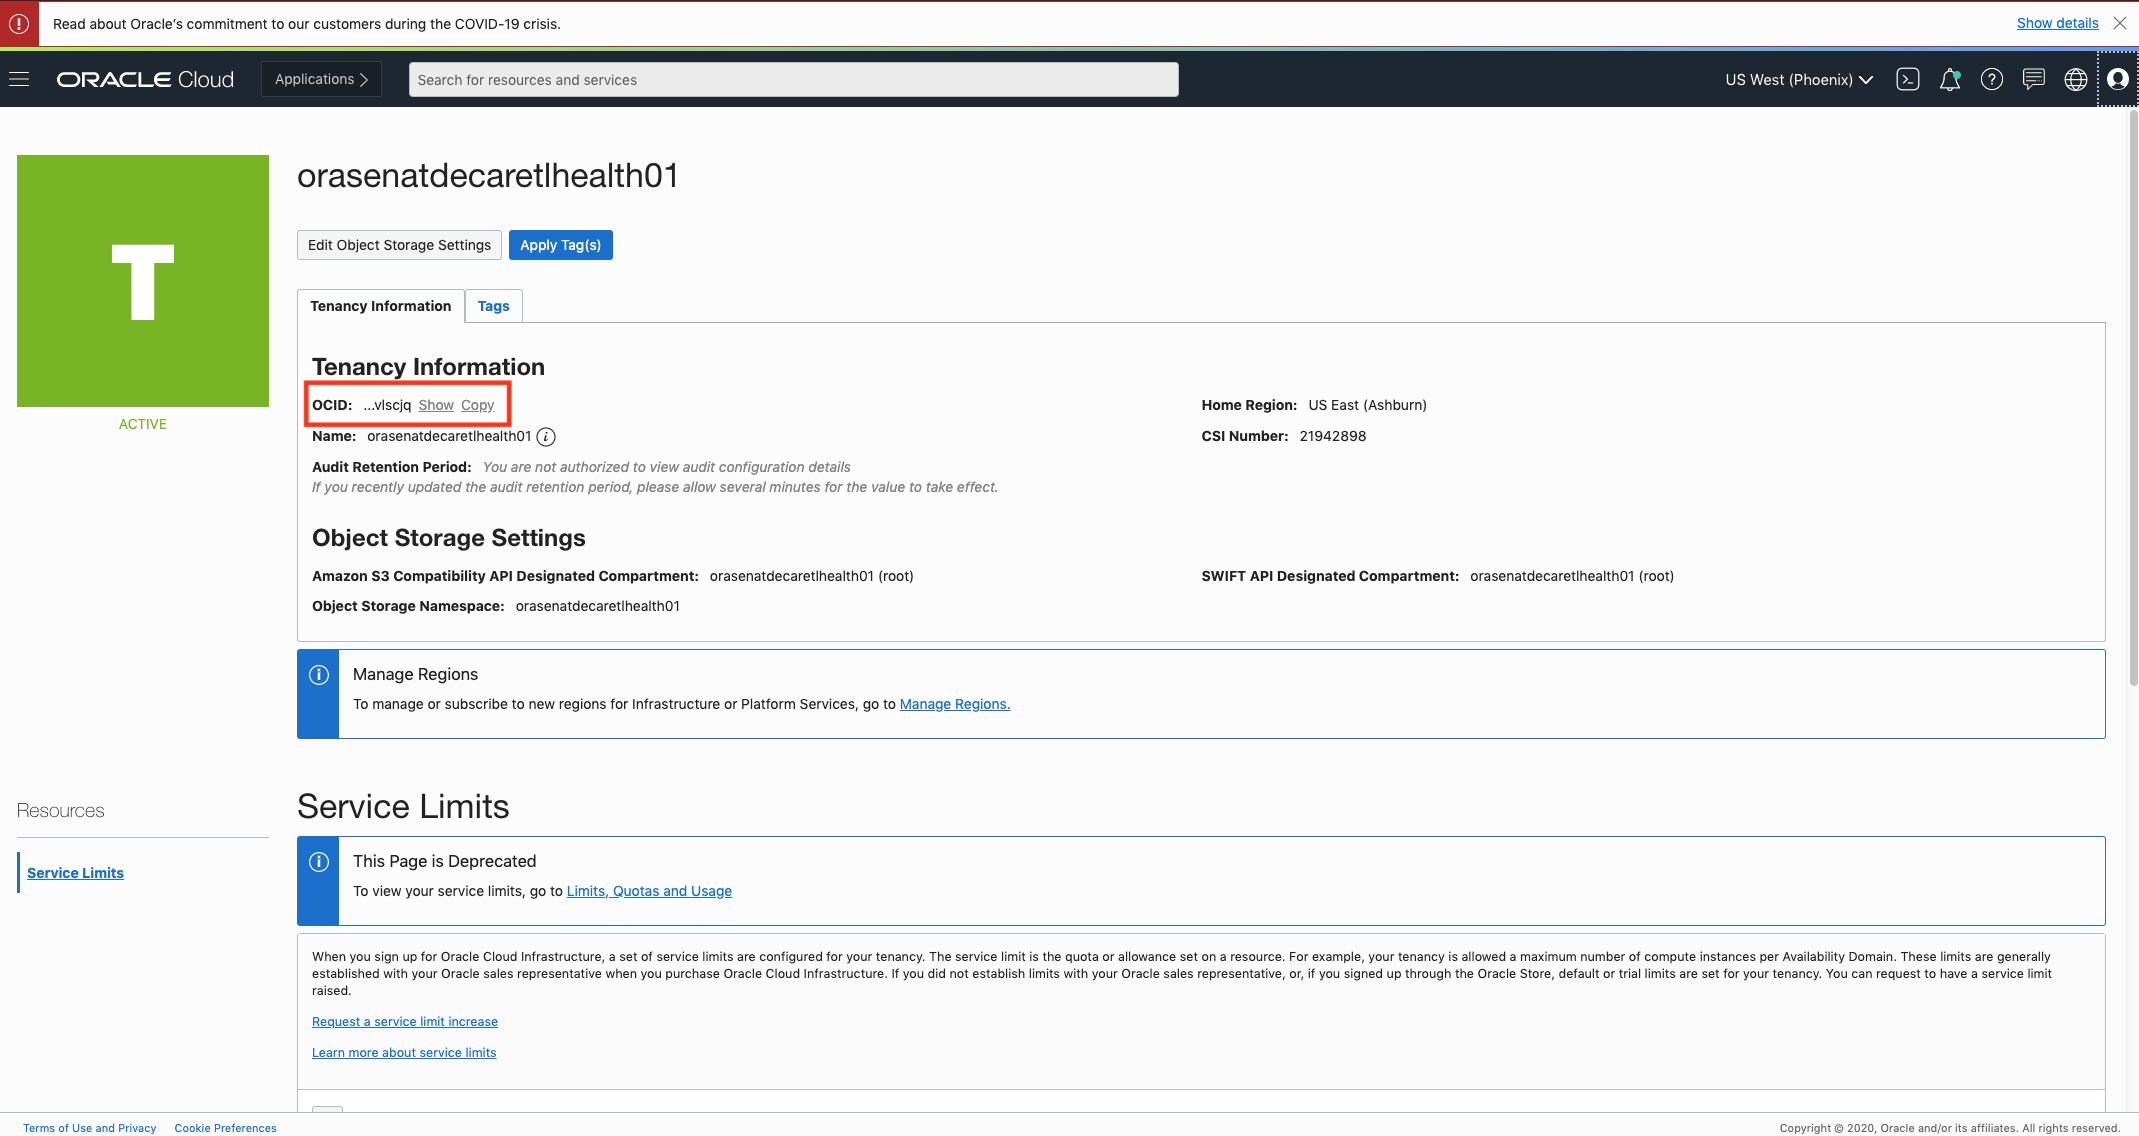 Read about Oracle's commitment to our customers during the COVID-19 crisis.
Show details
ORACLE Cloud
Applications
Search for resources and services
US West (Phoenix)
T
ACTIVE
orasenatdecaretlhealth01
Edit Object Storage Settings
Apply Tag(s)
Tenancy Information
Tags
Tenancy Information
OCID: ...vlscjq Show Copy
Home Region: US East (Ashburn)
Name: orasenatdecaretlhealth01
CSI Number: 21942898
Audit Retention Period: You are not authorized to view audit configuration details
If you recently updated the audit retention period, please allow several minutes for the value to take effect.
Object Storage Settings
Amazon S3 Compatibility API Designated Compartment: orasenatdecaretlhealth01 (root)
SWIFT API Designated Compartment: orasenatdecaretlhealth01 (root)
Object Storage Namespace: orasenatdecaretlhealth01
Manage Regions
To manage or subscribe to new regions for Infrastructure or Platform Services, go to Manage Regions.
Resources
Service Limits
Service Limits
This Page is Deprecated
To view your service limits, go to Limits, Quotas and Usage
When you sign up for Oracle Cloud Infrastructure, a set of service limits are configured for your tenancy. The service limit is the quota or allowance set on a resource. For example, your tenancy is allowed a maximum number of compute instances per Availability Domain. These limits are generally
established with your Oracle sales representative when you purchase Oracle Cloud Infrastructure. If you did not establish limits with your Oracle sales representative, or, if you signed up through the Oracle Store, default or trial limits are set for your tenancy. You can request to have a service limit
raised.
Request a service limit increase
Learn more about service limits
Terms of Use and Privacy
Cookie Preferences
Copyright © 2020, Oracle and/or its affiliates. All rights reserved.